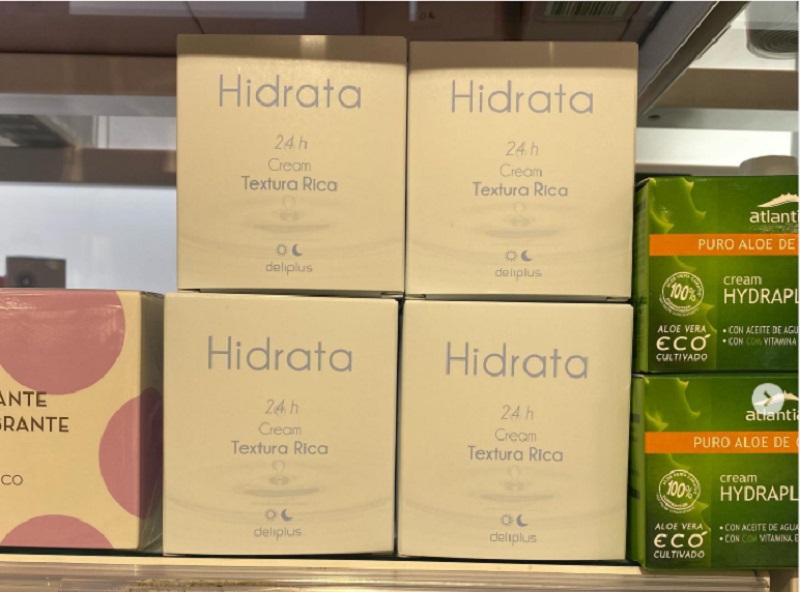 Hidrata
24 h
Cream
Textura Rica
deliplus
Hidrata
24 h
Cream
Textura Rica
deliplus
Hidrata
24 h
Cream
Textura Rica
deliplus
Hidrata
24 h
Cream
Textura Rica
deliplus
ANTE
GRANTE
CO
atlanti
PURO ALOE DE
100%
cream
HYDRAPL
ALOE VERA
ECO
CULTIVADO
• CON ACEITE DE AGU
• CON VITAMINA
atlantia
PURO ALOE DE
100%
cream
HYDRAPL
ALOE VERA
ECO
CULTIVADO
• CON ACEITE DE AGUA
• CON VITAMINA E